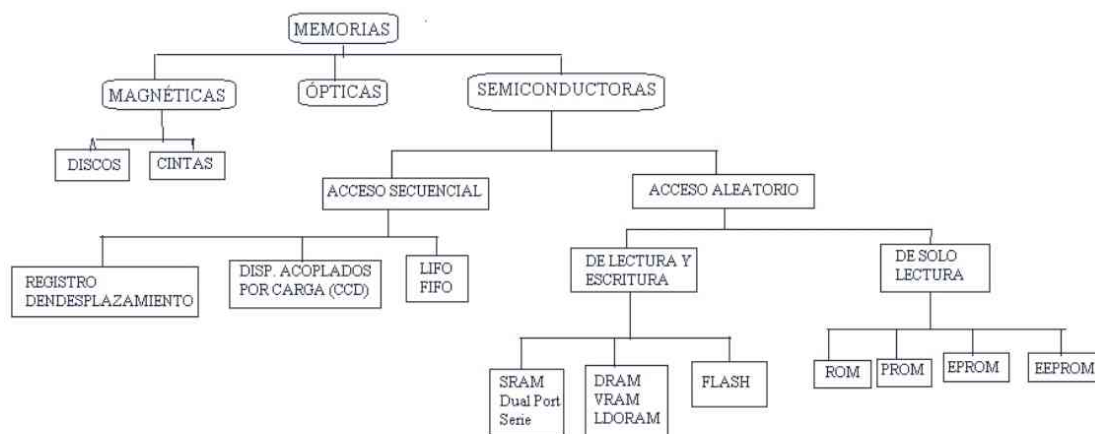 MEMORIAS
MAGNÉTICAS
ÓPTICAS
SEMICONDUCTORAS
DISCOS
CINTAS
ACCESO SECUENCIAL
ACCESO ALEATORIO
REGISTRO
DENDESPLAZAMIENTO
DISP. ACOPLADOS
POR CARGA (CCD)
LIFO
FIFO
DE LECTURA Y
ESCRITURA
DE SOLO
LECTURA
SRAM
Dual Port
Serie
DRAM
VRAM
LDORAM
FLASH
ROM
PROM
EPROM
EEPROM